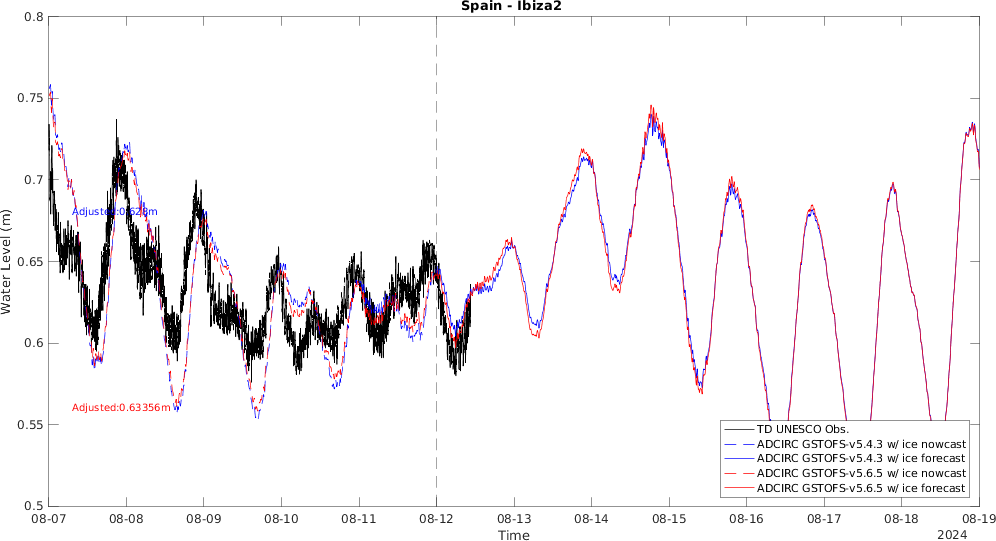 Spain - Ibiza2
0.8
0.75
0.7
0.65
0.6
0.55
0.5
Water Level (m)
Adjusted:0.628m
Adjusted:0.63356m
TD UNESCO Obs.
ADCIRC GSTOFS-v5.4.3 w/ ice nowcast
ADCIRC GSTOFS-v5.4.3 w/ ice forecast
ADCIRC GSTOFS-v5.6.5 w/ ice nowcast
ADCIRC GSTOFS-v5.6.5 w/ ice forecast
08-07 08-08 08-09 08-10 08-11 08-12 08-13 08-14 08-15 08-16 08-17 08-18 08-19
Time
2024